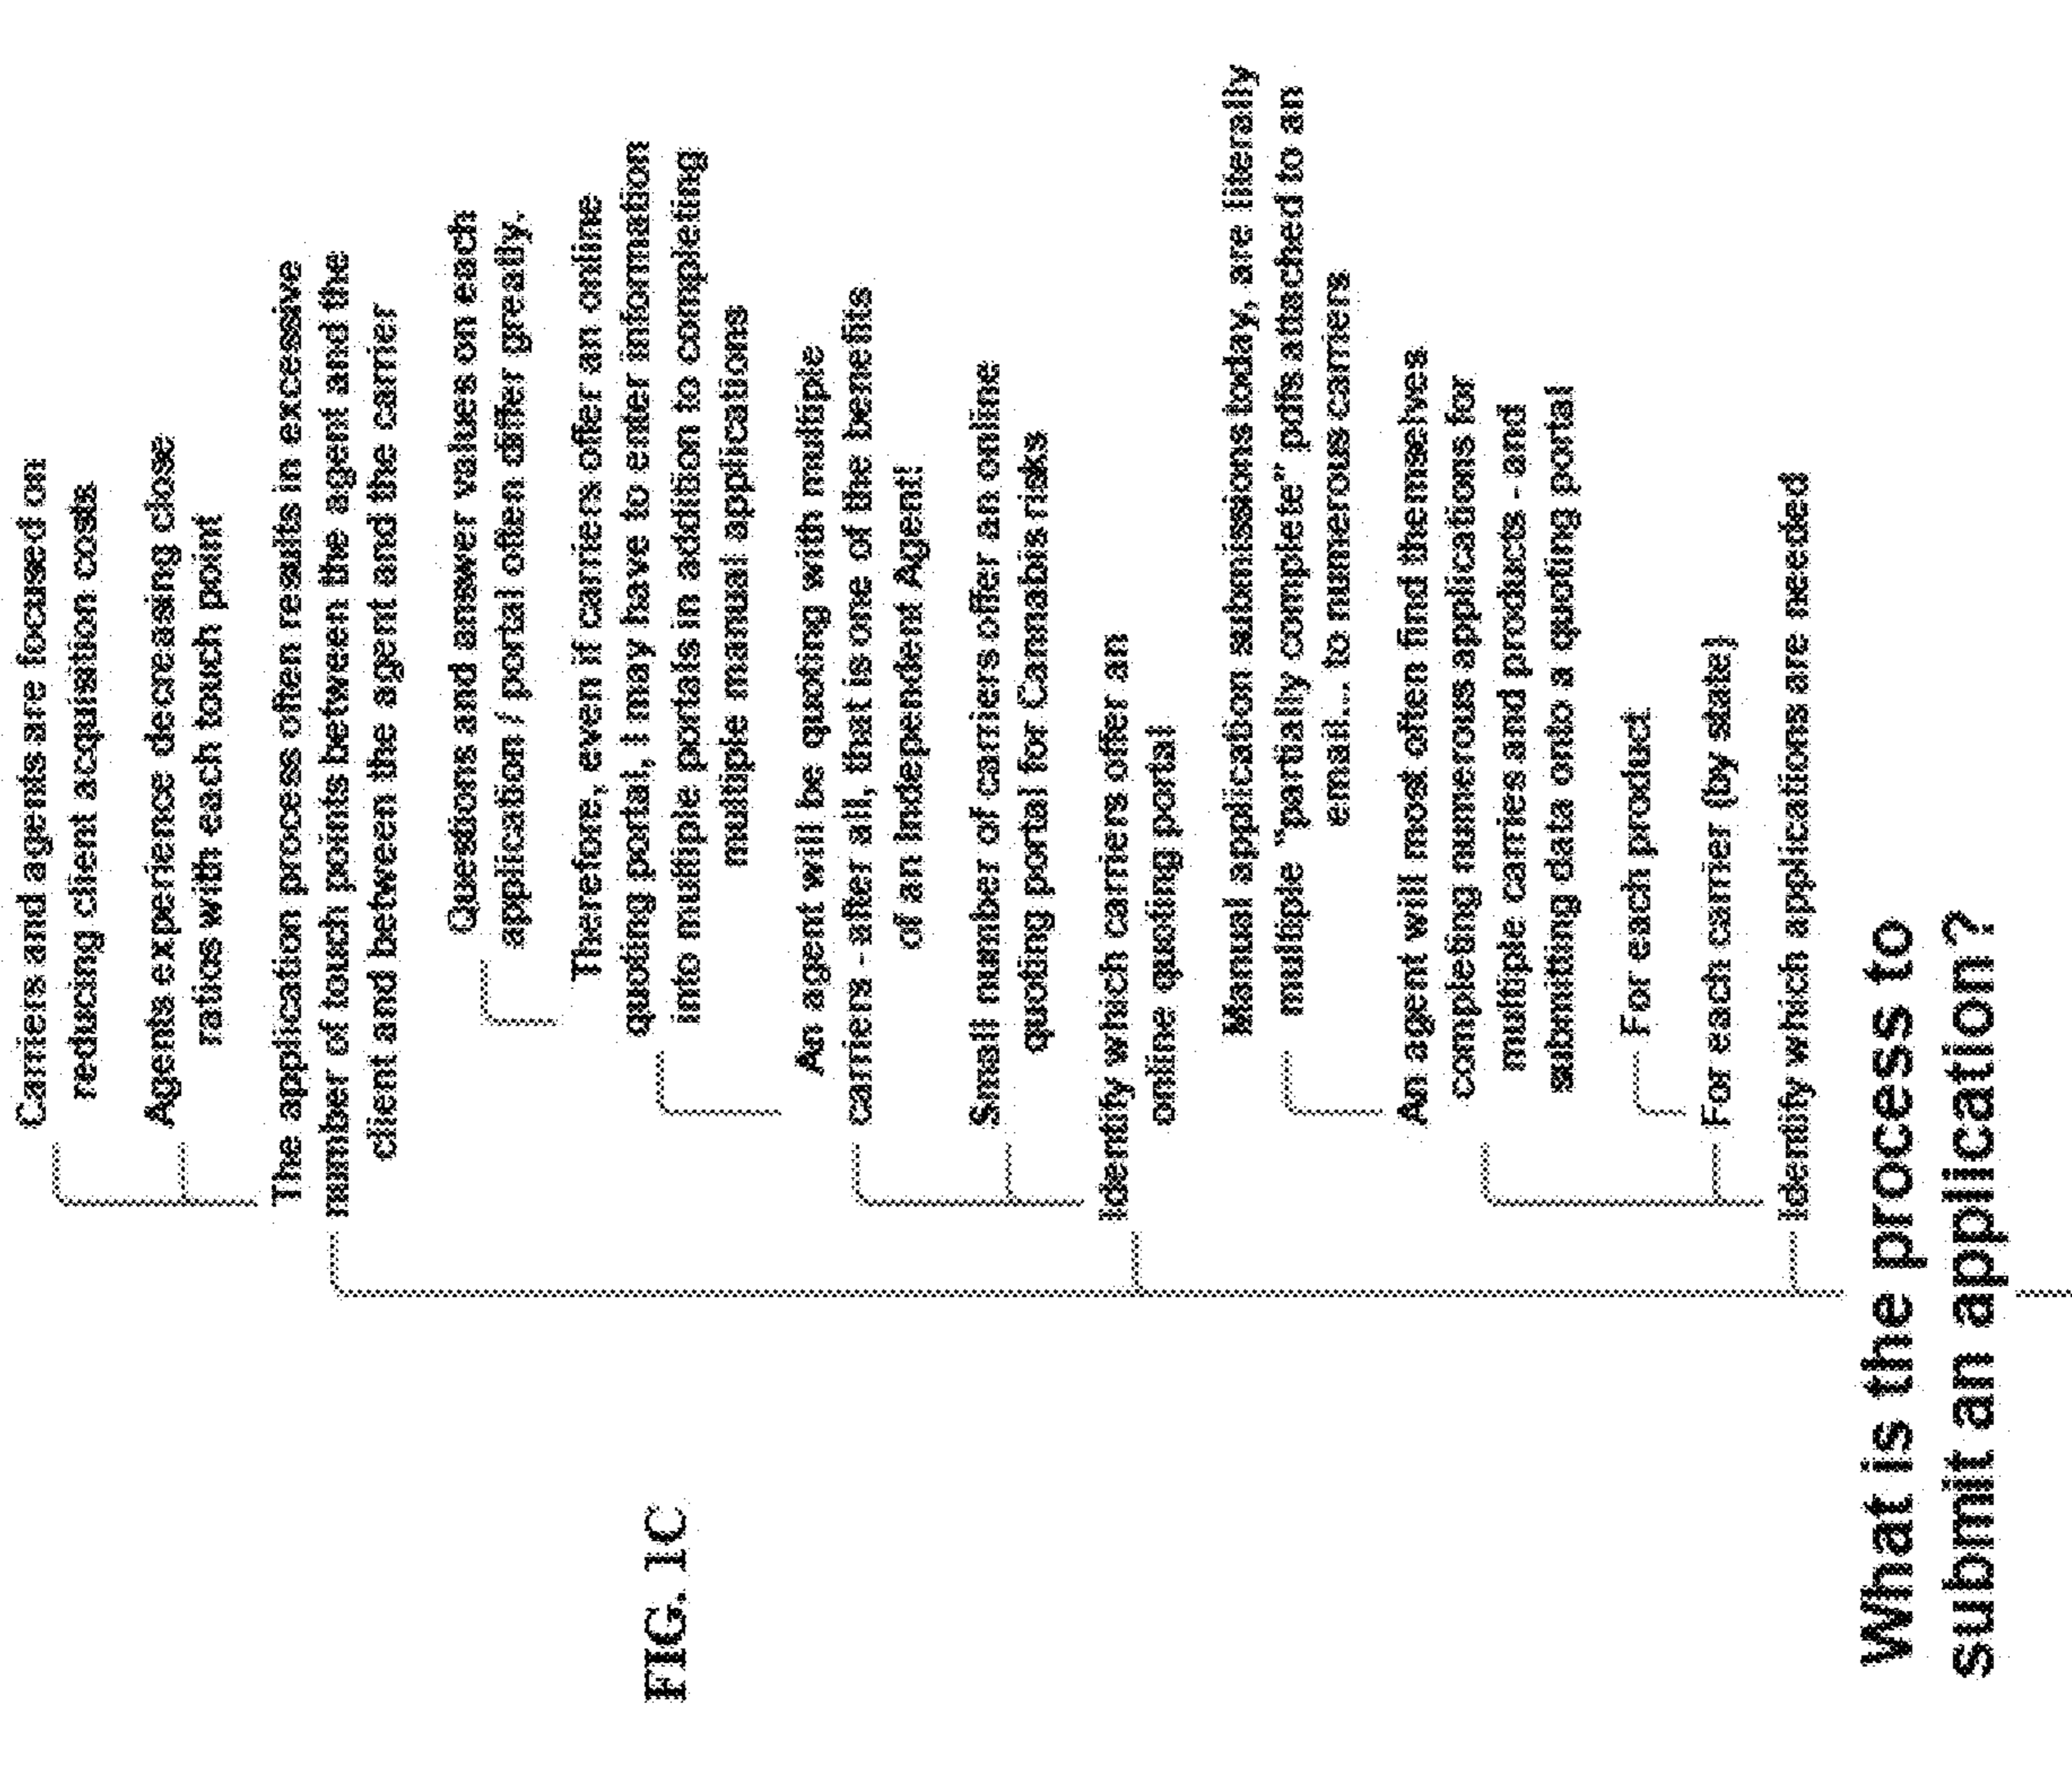 Carriers and agents are focused on
reducing client acquisition costs
Agents experience decreasing close
ratios with each touch point
The application process often results in excessive
number of touch points between the agent and the
client and between the agent and the carrier
Questions and answer values on each
application / portal often differ greatly.
Therefore, even if carriers offer an online
quoting portal, I may have to enter information
into multiple portals in addition to completing
multiple manual applications
An agent will be quoting with multiple
carriers - after all, that is one of the benefits
of an Independent Agent!
Small number of carriers offer an online
quoting portal for Cannabis risks
Identify which carriers offer an
online quoting portal
Manual application submissions today, are literally
multiple "partially complete" pdfs attached to an
email... to numerous carriers
An agent will most often find themselves
completing numerous applications for
multiple carries and products - and
submiting data onto a quoting portal
For each product
For each carrier (by state)
Identify which applications are needed
What is the process to
submit an application?
FIG. 1C